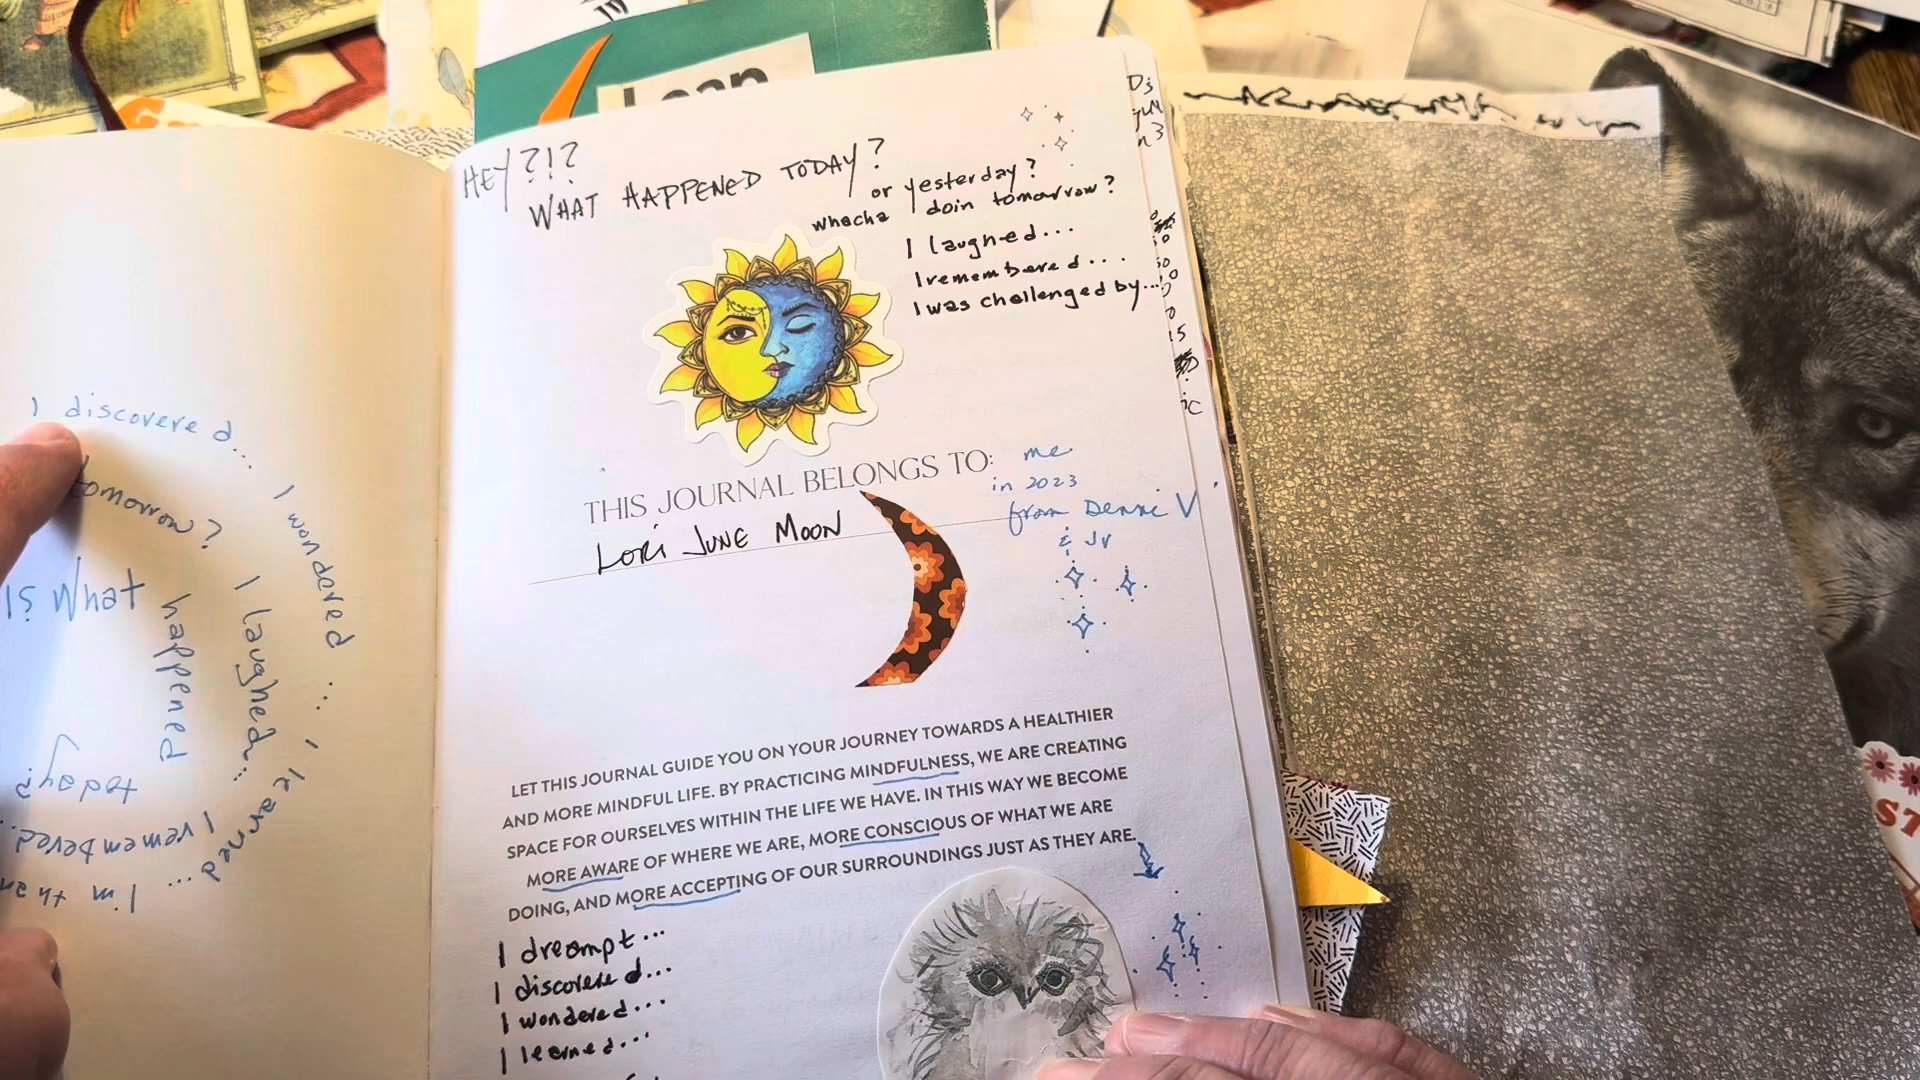 I discovered...
tomorrow?
I wondered...
Is What
happened
today?
I laughed...
I learned...
I remembered...
I'm
HEY?!?
WHAT HAPPENED TODAY?
or yesterday?
whacha doin tomorrow?
I laughed...
I remembered...
I was challenged by...
THIS JOURNAL BELONGS TO: me
in 2023
from Denni V
& JV
LORI JUNE MOON
LET THIS JOURNAL GUIDE YOU ON YOUR JOURNEY TOWARDS A HEALTHIER
AND MORE MINDFUL LIFE. BY PRACTICING MINDFULNESS, WE ARE CREATING
SPACE FOR OURSELVES WITHIN THE LIFE WE HAVE. IN THIS WAY WE BECOME
MORE AWARE OF WHERE WE ARE, MORE CONSCIOUS OF WHAT WE ARE
DOING, AND MORE ACCEPTING OF OUR SURROUNDINGS JUST AS THEY ARE.
I dreampt...
I discovered...
I wondered...
I learned...
ST